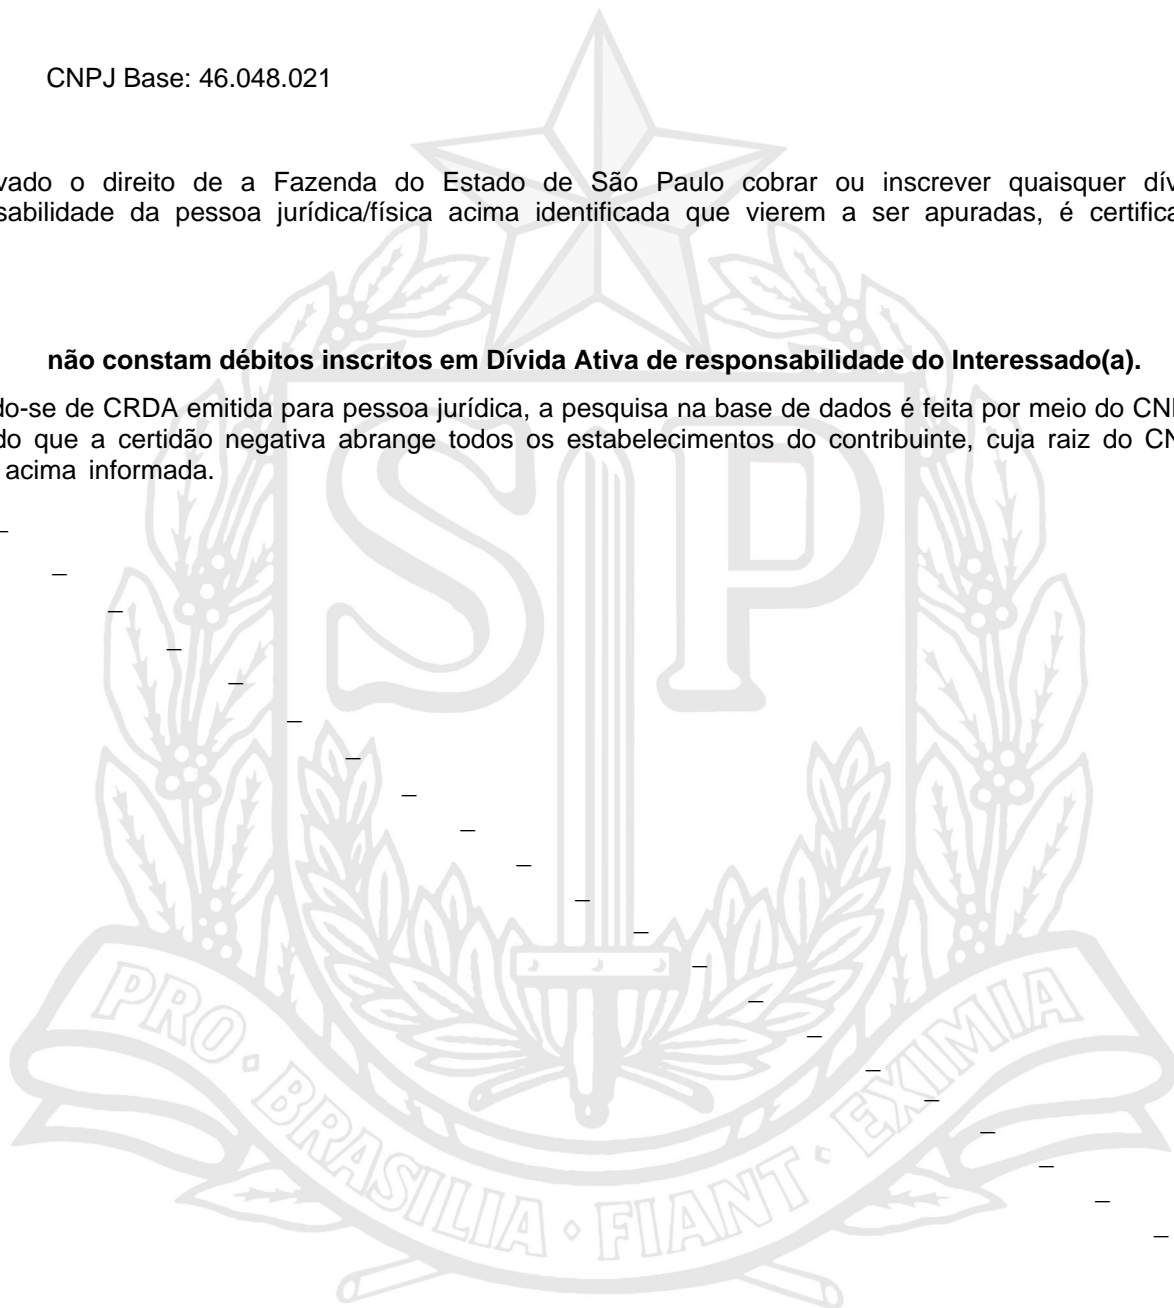 CNPJ Base: 46.048.021
vado o direito de a Fazenda do Estado de São Paulo cobrar ou inscrever quaisquer dív
sabilidade da pessoa jurídica/física acima identificada que vierem a ser apuradas, é certifica
não constam débitos inscritos em Dívida Ativa de responsabilidade do Interessado(a).
do-se de CRDA emitida para pessoa jurídica, a pesquisa na base de dados é feita por meio do CN
do que a certidão negativa abrange todos os estabelecimentos do contribuinte, cuja raiz do CN
acima informada.
SP
PRO • BRASILIA • FIANT • EXIMIA